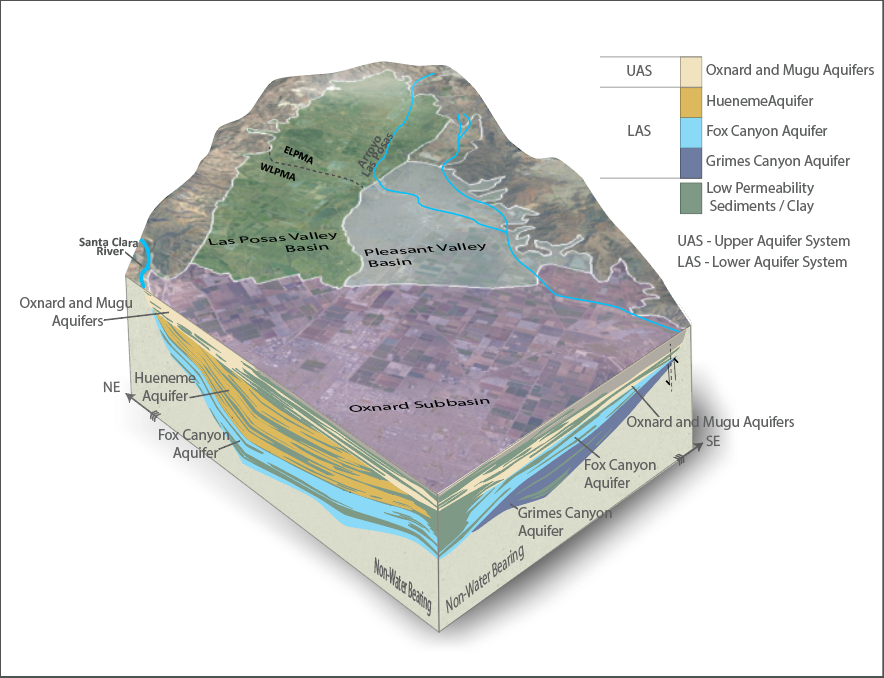 UAS
Oxnard and Mugu Aquifers
HuenemeAquifer
LAS
Fox Canyon Aquifer
Grimes Canyon Aquifer
Low Permeability
Sediments / Clay
UAS - Upper Aquifer System
LAS - Lower Aquifer System
Arroyo
Las Posas
ELPMA
WLPMA
Las Posas Valley
Basin
Pleasant Valley
Basin
Santa Clara
River
Oxnard and Mugu
Aquifers
Hueneme
Aquifer
NE
Fox Canyon
Aquifer
Oxnard Subbasin
Oxnard and Mugu Aquifers
SE
Fox Canyon
Aquifer
Grimes Canyon
Aquifer
Non-Water Bearing
Non-Water Bearing